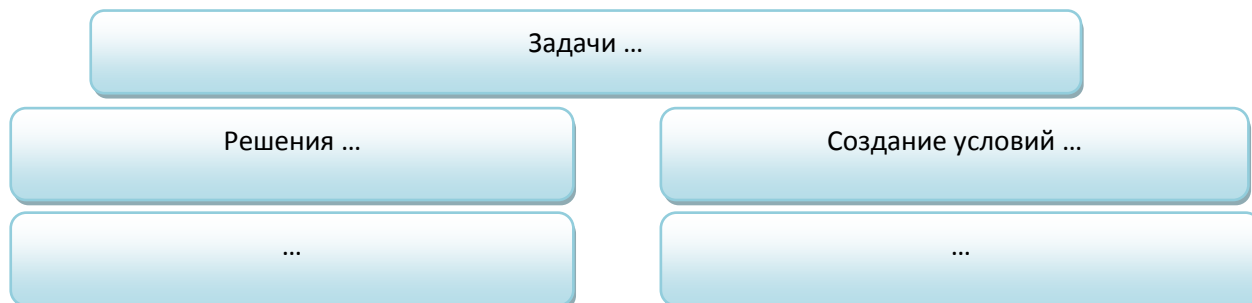 Задачи ...
Решения ...
Создание условий ...
...
...